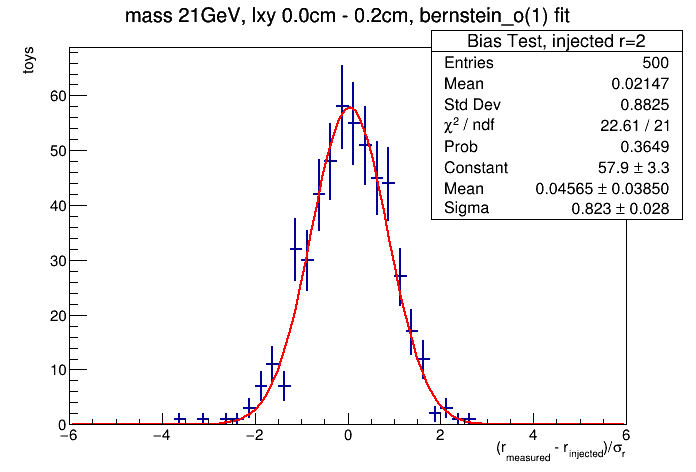 mass 21GeV, lxy 0.0cm - 0.2cm, bernstein_o(1) fit
toys
Bias Test, injected r=2
Entries 500
Mean 0.02147
Std Dev 0.8825
χ² / ndf 22.61 / 21
Prob 0.3649
Constant 57.9 ± 3.3
Mean 0.04565 ± 0.03850
Sigma 0.823 ± 0.028
60
50
40
30
20
10
0
−6 −4 −2 0 2 4 6
(r_measured - r_injected)/σ_r